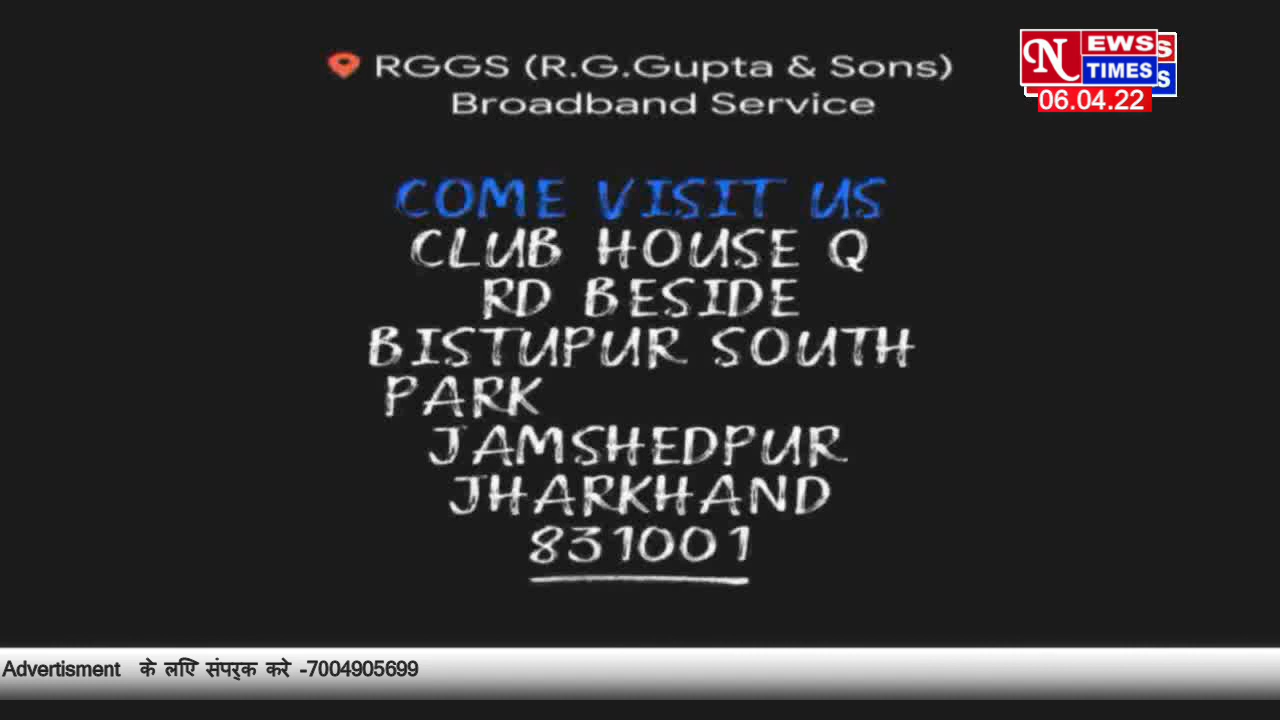 RGGS (R.G.Gupta & Sons)
Broadband Service
NEWS
TIMES
06.04.22
COME VISIT US
CLUB HOUSE Q
RD BESIDE
BISTUPUR SOUTH
PARK
JAMSHEDPUR
JHARKHAND
831001
Advertisment के लिए संपर्क करे -7004905699